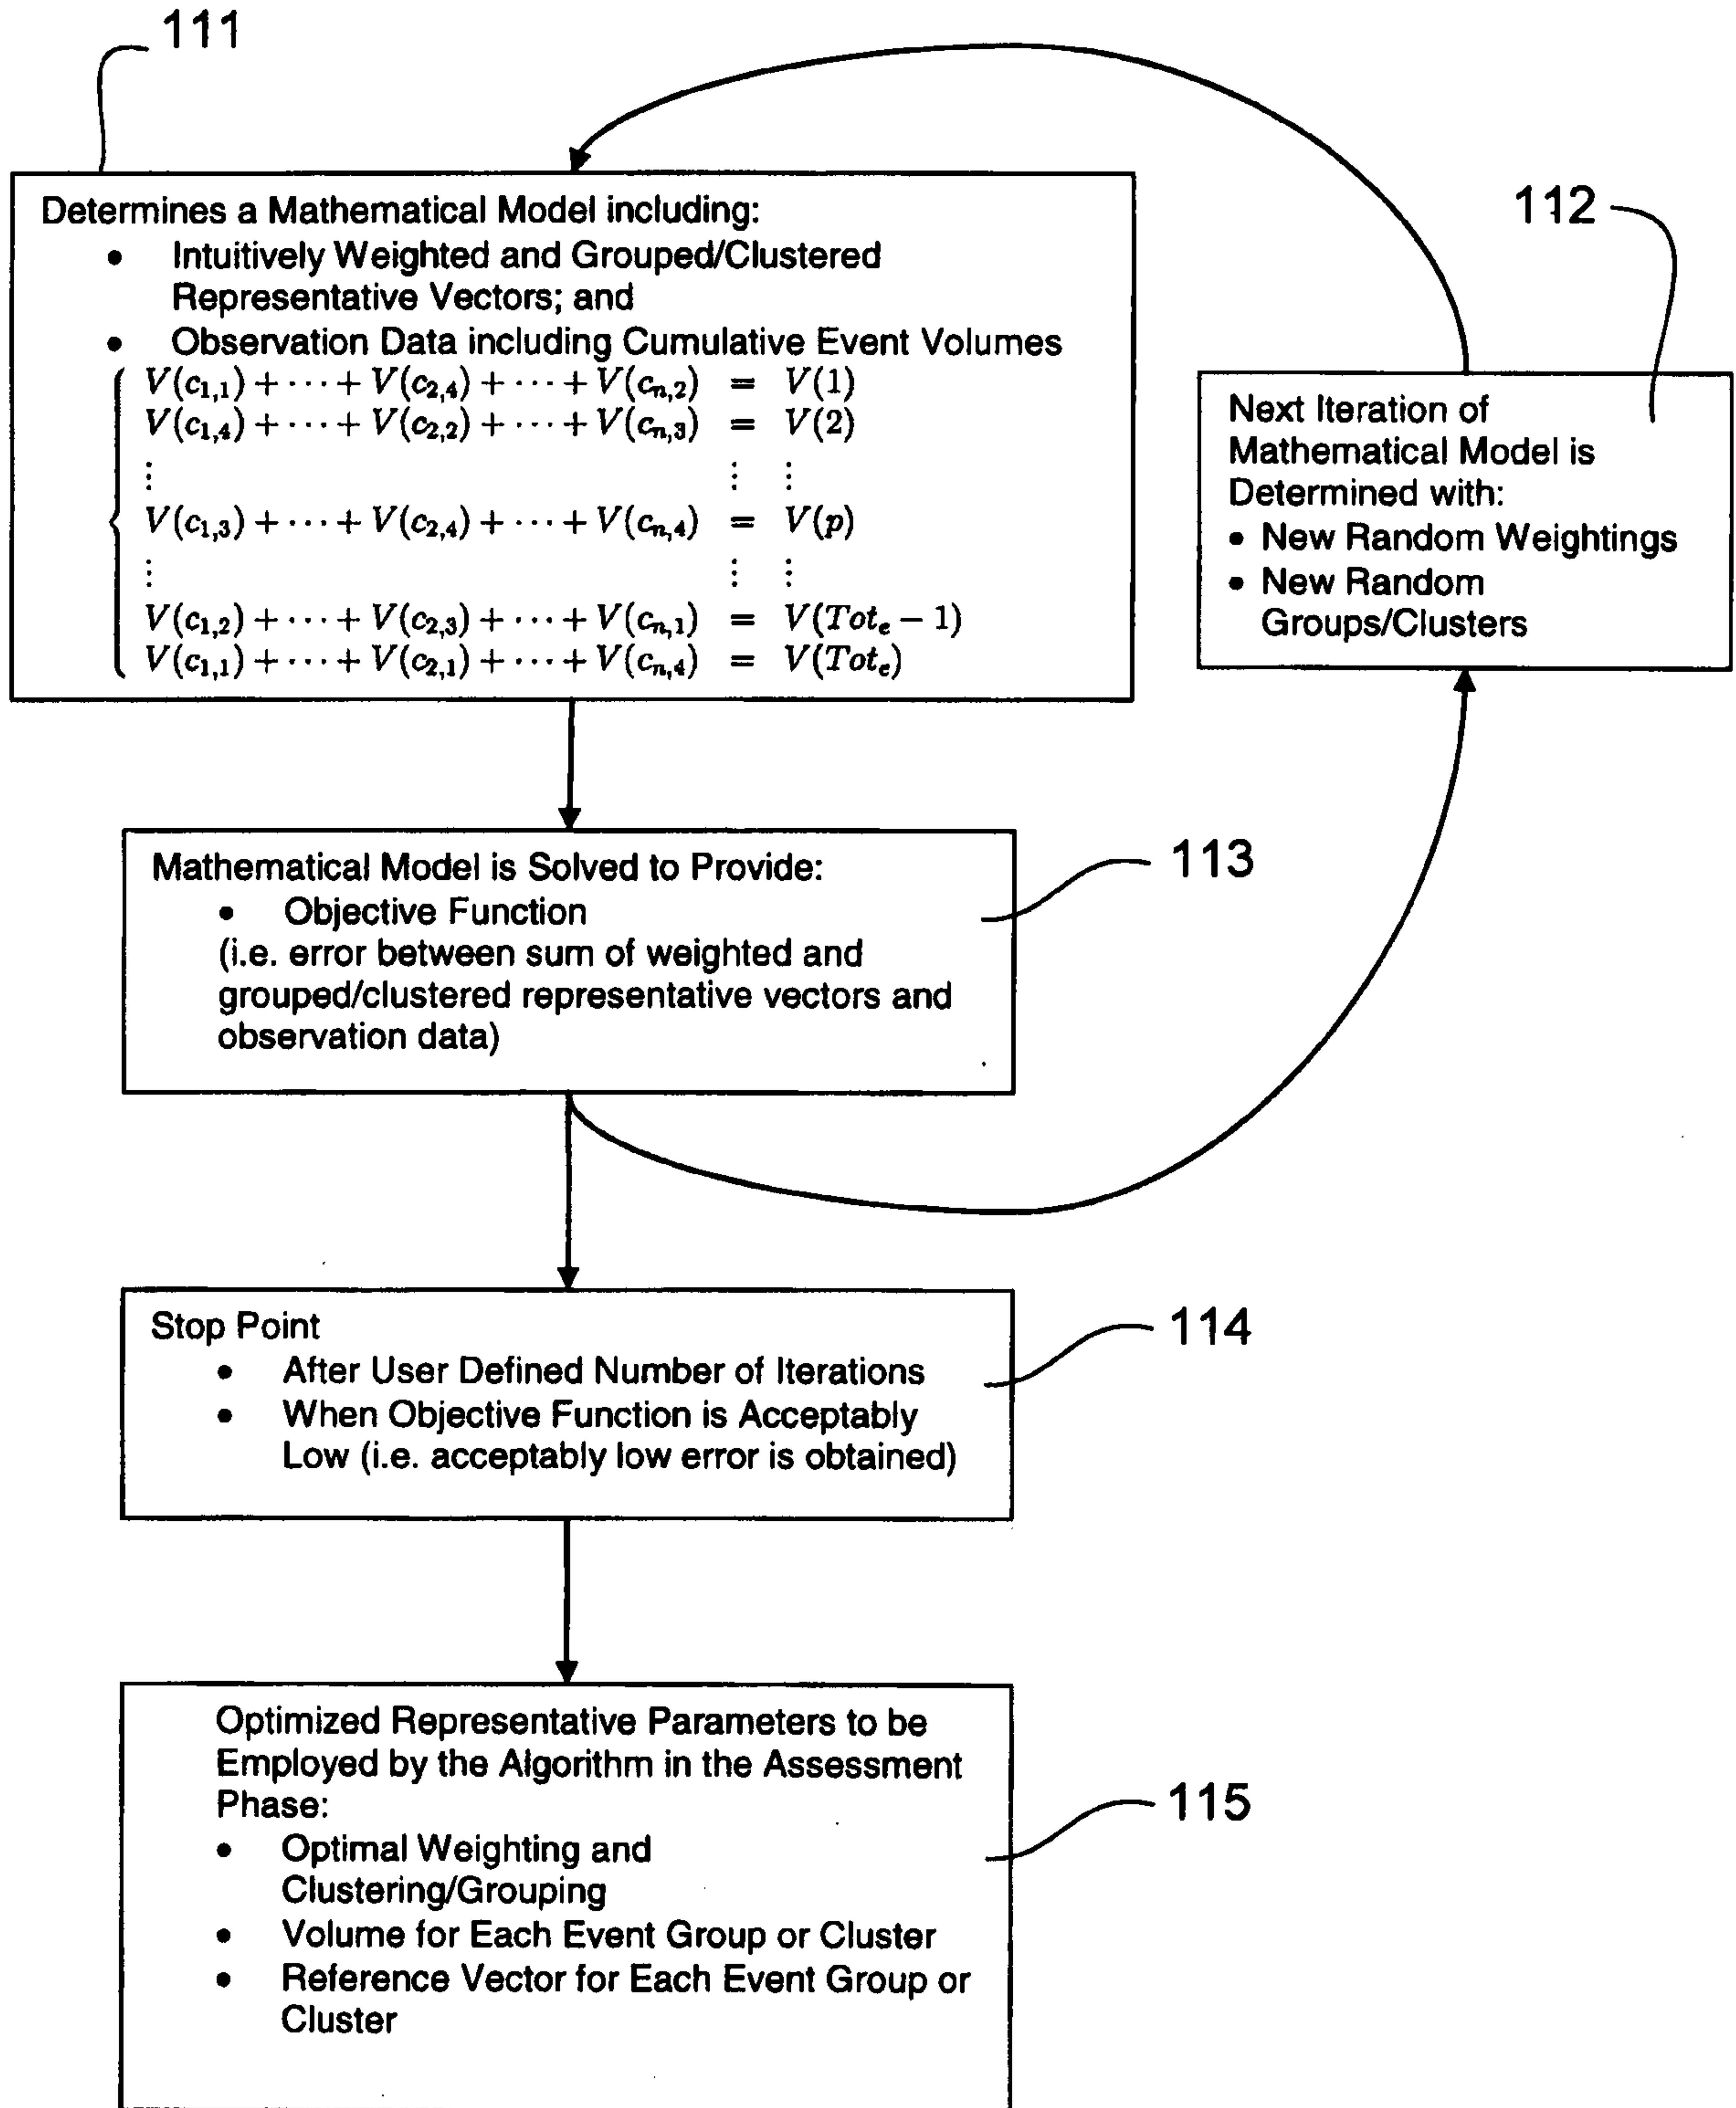 111
Determines a Mathematical Model including:
• Intuitively Weighted and Grouped/Clustered
Representative Vectors; and
• Observation Data including Cumulative Event Volumes
V(c₁,₁) + ··· + V(c₂,₄) + ··· + V(cₙ,₂) = V(1)
V(c₁,₄) + ··· + V(c₂,₂) + ··· + V(cₙ,₃) = V(2)
⋮ ⋮ ⋮
V(c₁,₃) + ··· + V(c₂,₄) + ··· + V(cₙ,₄) = V(p)
⋮ ⋮ ⋮
V(c₁,₂) + ··· + V(c₂,₃) + ··· + V(cₙ,₁) = V(Totₑ − 1)
V(c₁,₁) + ··· + V(c₂,₁) + ··· + V(cₙ,₄) = V(Totₑ)
112
Next Iteration of
Mathematical Model is
Determined with:
• New Random Weightings
• New Random
Groups/Clusters
Mathematical Model is Solved to Provide:
• Objective Function
(i.e. error between sum of weighted and
grouped/clustered representative vectors and
observation data)
113
Stop Point
• After User Defined Number of Iterations
• When Objective Function is Acceptably
Low (i.e. acceptably low error is obtained)
114
Optimized Representative Parameters to be
Employed by the Algorithm in the Assessment
Phase:
• Optimal Weighting and
Clustering/Grouping
• Volume for Each Event Group or Cluster
• Reference Vector for Each Event Group or
Cluster
115